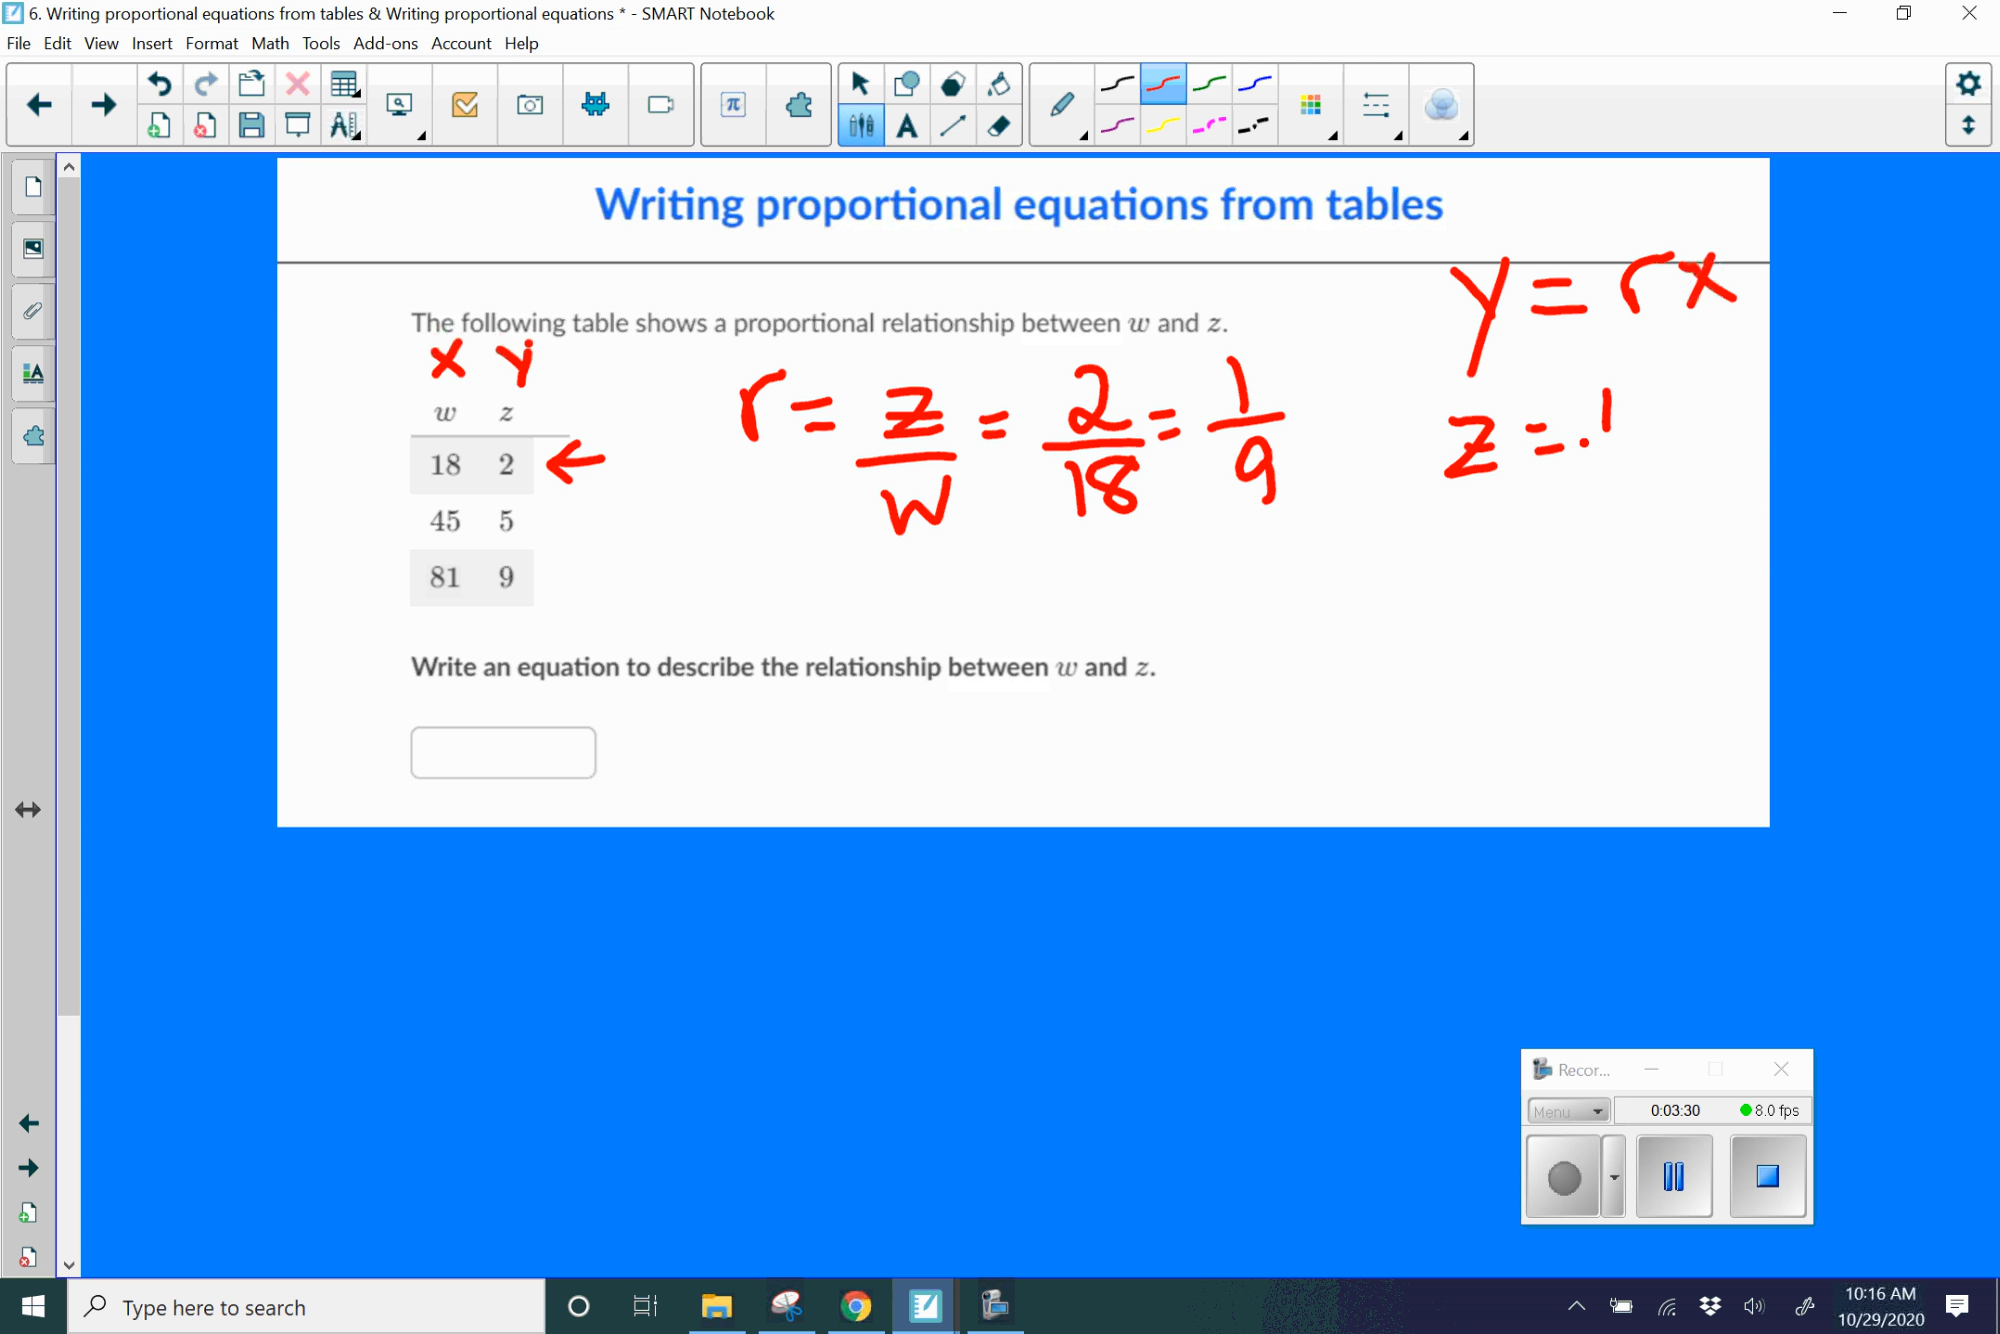 6. Writing proportional equations from tables & Writing proportional equations * - SMART Notebook
File Edit View Insert Format Math Tools Add-ons Account Help
Writing proportional equations from tables
y = rx
The following table shows a proportional relationship between w and z.
x y
w z
r = z/w = 2/18 = 1/9
z = . 1
18 2 ←
45 5
81 9
Write an equation to describe the relationship between w and z.
Recor...
Menu 0:03:30 8.0 fps
Type here to search
10:16 AM
10/29/2020